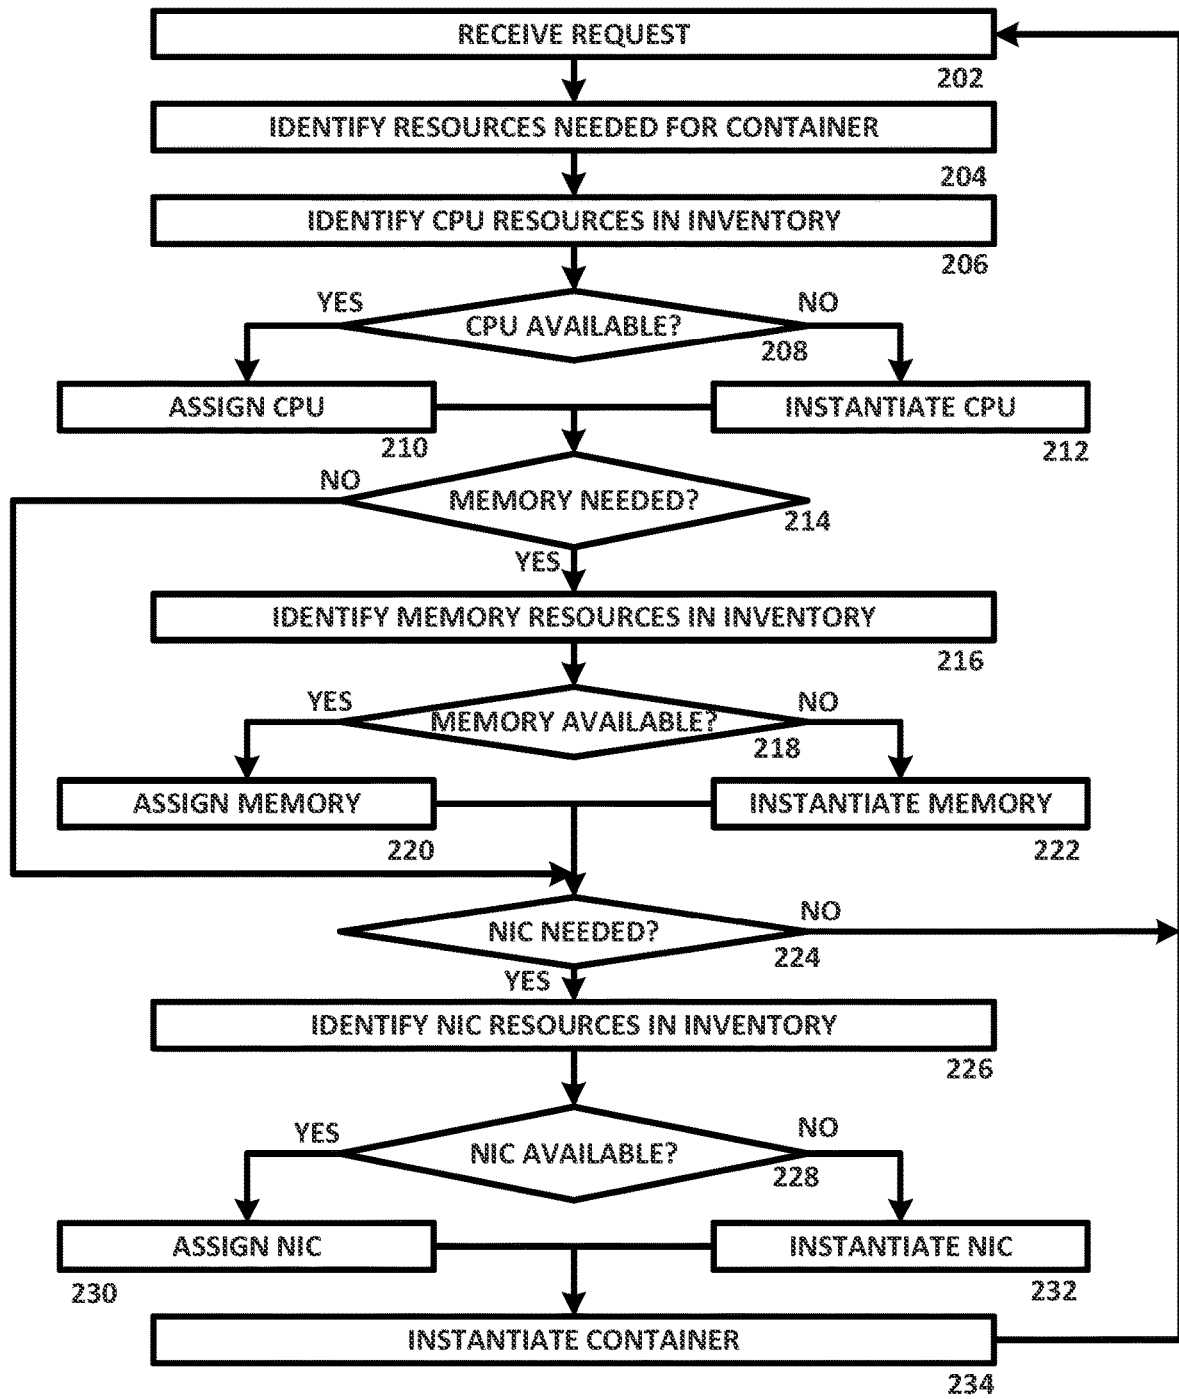 RECEIVE REQUEST
202
IDENTIFY RESOURCES NEEDED FOR CONTAINER
204
IDENTIFY CPU RESOURCES IN INVENTORY
206
YES
NO
CPU AVAILABLE?
208
ASSIGN CPU
INSTANTIATE CPU
210
212
NO
MEMORY NEEDED?
214
YES
IDENTIFY MEMORY RESOURCES IN INVENTORY
216
YES
NO
MEMORY AVAILABLE?
218
ASSIGN MEMORY
INSTANTIATE MEMORY
220
222
NO
NIC NEEDED?
224
YES
IDENTIFY NIC RESOURCES IN INVENTORY
226
YES
NO
NIC AVAILABLE?
228
ASSIGN NIC
INSTANTIATE NIC
230
232
INSTANTIATE CONTAINER
234